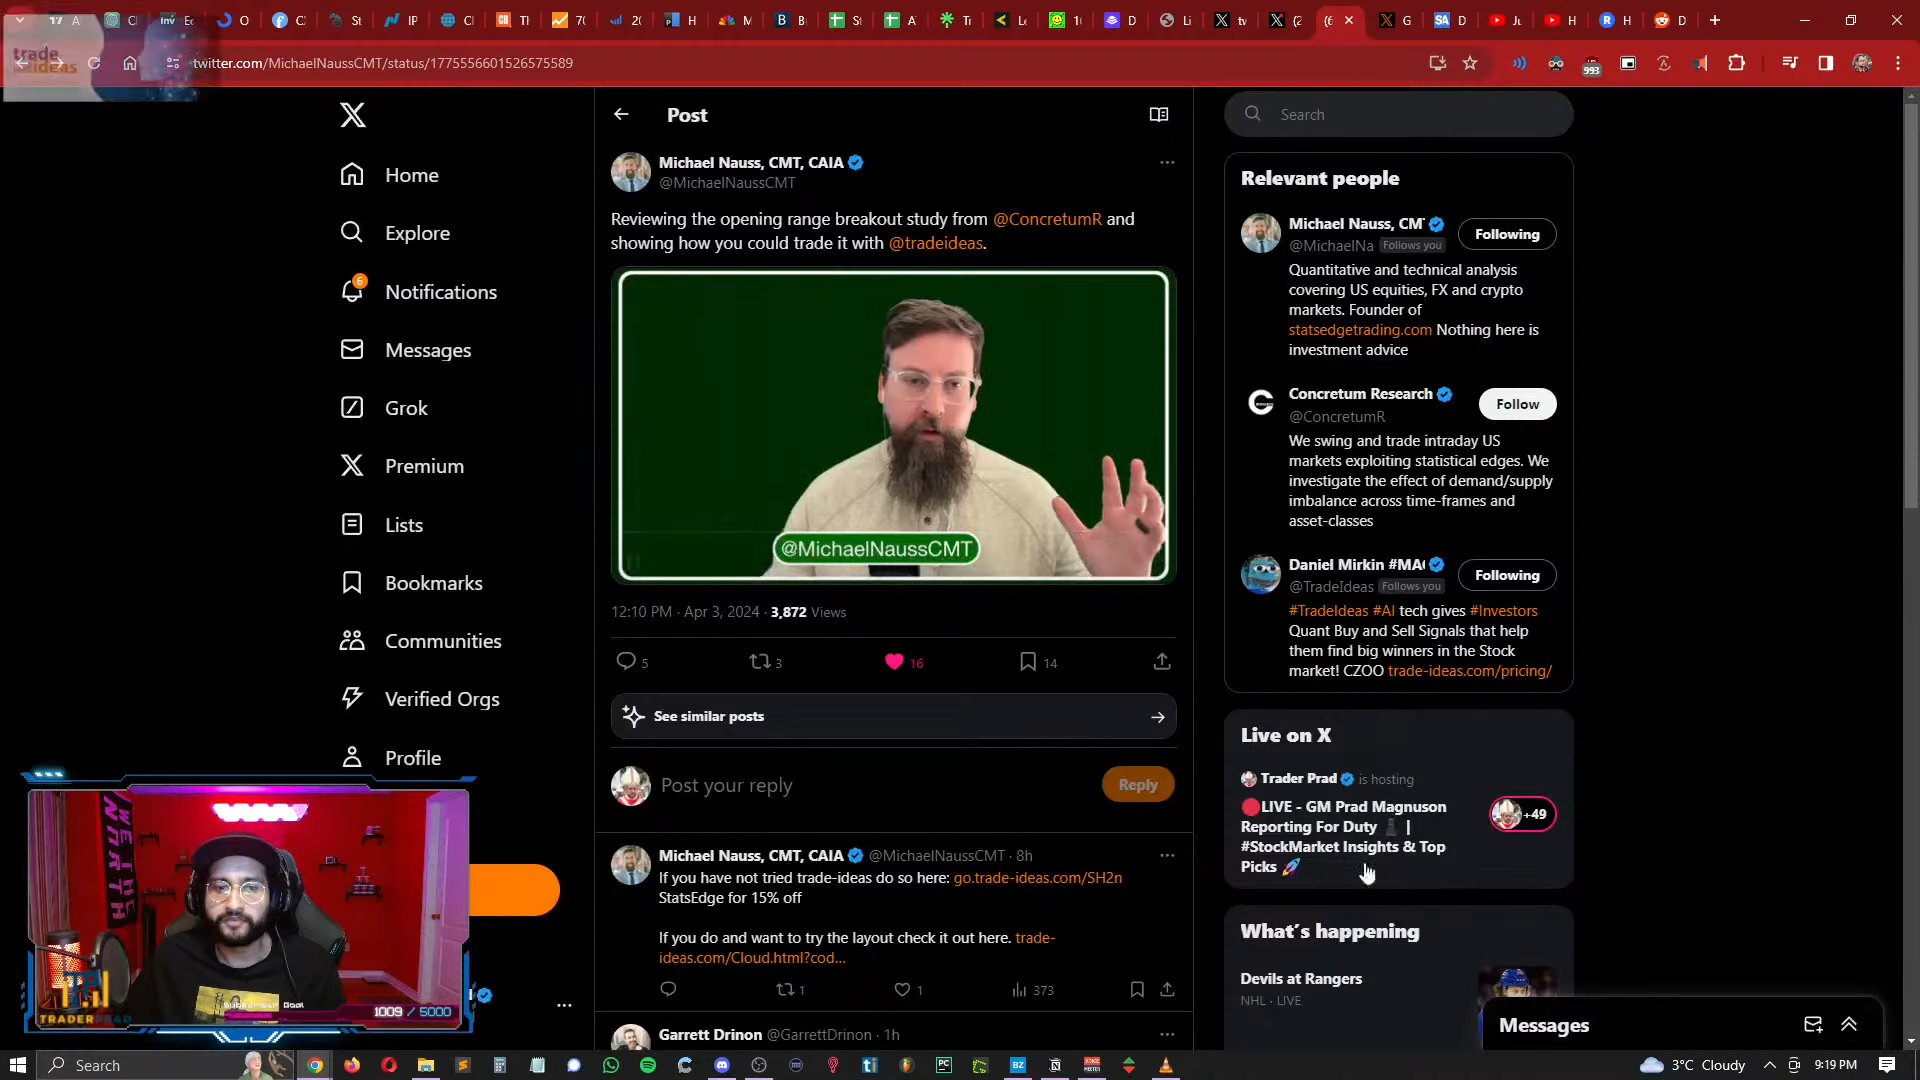 trade ideas
twitter.com/MichaelNaussCMT/status/1775556601526575589
993
Home
Explore
6
Notifications
Messages
Grok
Premium
Lists
Bookmarks
Communities
Verified Orgs
Profile
Post
Michael Nauss, CMT, CAIA
@MichaelNaussCMT
Reviewing the opening range breakout study from @ConcretumR and
showing how you could trade it with @tradeideas.
@MichaelNaussCMT
12:10 PM · Apr 3, 2024 · 3,872 Views
5
3
16
14
See similar posts
Post your reply
Reply
Michael Nauss, CMT, CAIA @MichaelNaussCMT · 8h
If you have not tried trade-ideas do so here: go.trade-ideas.com/SH2n
StatsEdge for 15% off
If you do and want to try the layout check it out here. trade-
ideas.com/Cloud.html?cod...
1
1
373
Garrett Drinon @GarrettDrinon · 1h
Search
Relevant people
Michael Nauss, CM
@MichaelNa Follows you
Following
Quantitative and technical analysis
covering US equities, FX and crypto
markets. Founder of
statsedgetrading.com Nothing here is
investment advice
Concretum Research
@ConcretumR
Follow
We swing and trade intraday US
markets exploiting statistical edges. We
investigate the effect of demand/supply
imbalance across time-frames and
asset-classes
Daniel Mirkin #MA
@TradeIdeas Follows you
Following
#TradeIdeas #AI tech gives #Investors
Quant Buy and Sell Signals that help
them find big winners in the Stock
market! CZOO trade-ideas.com/pricing/
Live on X
Trader Prad is hosting
LIVE - GM Prad Magnuson
Reporting For Duty |
#StockMarket Insights & Top
Picks
+49
What's happening
Devils at Rangers
NHL · LIVE
Messages
WE THE NORTH
Subscriber Goal
1009 / 5000
TRADERPRAD
Search
3°C Cloudy
9:19 PM